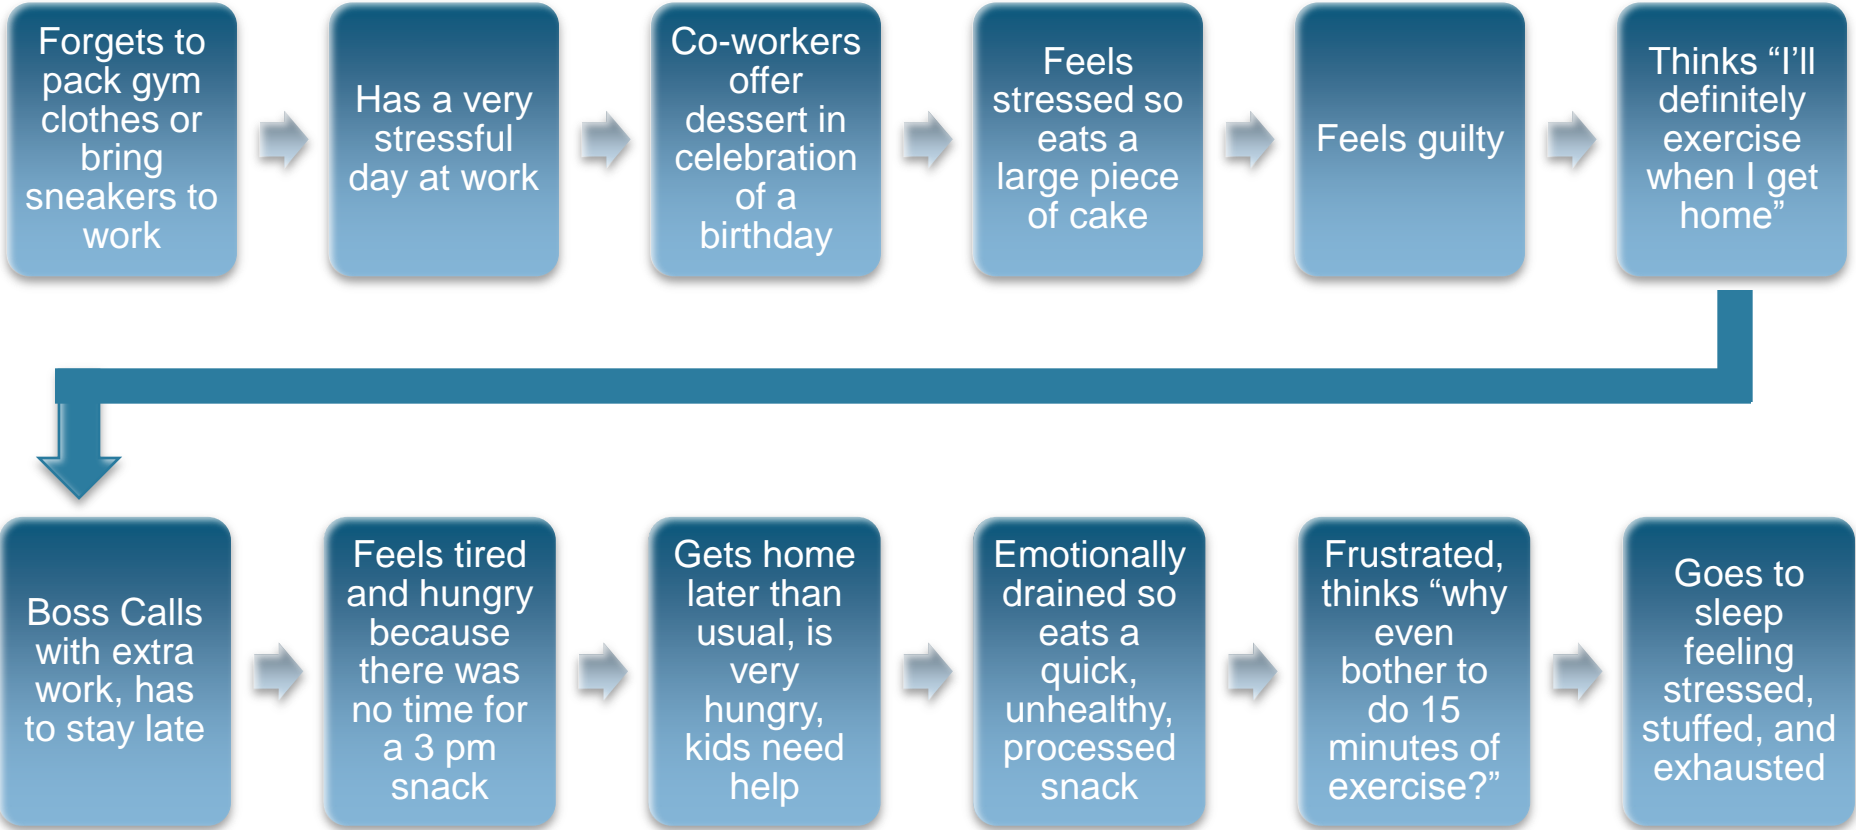 Forgets to
pack gym
clothes or
bring
sneakers to
work
Has a very
stressful
day at work
Co-workers
offer
dessert in
celebration
of a
birthday
Feels
stressed so
eats a
large piece
of cake
Feels guilty
Thinks “I’ll
definitely
exercise
when I get
home”
Boss Calls
with extra
work, has
to stay late
Feels tired
and hungry
because
there was
no time for
a 3 pm
snack
Gets home
later than
usual, is
very
hungry,
kids need
help
Emotionally
drained so
eats a
quick,
unhealthy,
processed
snack
Frustrated,
thinks “why
even
bother to
do 15
minutes of
exercise?”
Goes to
sleep
feeling
stressed,
stuffed, and
exhausted